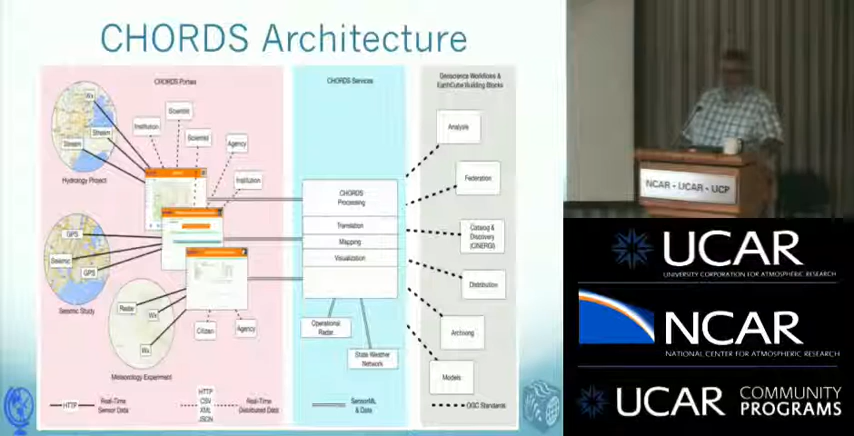 CHORDS Architecture
CHORDS Portals
CHORDS Services
Geoscience Workflows &
EarthCube Building Blocks
Wx
Stream
Stream
Hydrology Project
Institution
Scientist
Scientist
Agency
Institution
GPS
Seismic
GPS
Seismic Study
Radar
Wx
Wx
Meteorology Experiment
Citizen
Agency
CHORDS
Processing
Translation
Mapping
Visualization
Operational
Radar
State Weather
Network
Analysis
Federation
Catalog &
Discovery
(CINERGI)
Distribution
Archiving
Models
HTTP
Real-Time
Sensor Data
HTTP
CSV
XML
JSON
Real-Time
Distributed Data
SensorML
& Data
OGC Standards
NCAR - UCAR - UCP
UCAR
UNIVERSITY CORPORATION FOR ATMOSPHERIC RESEARCH
NCAR
NATIONAL CENTER FOR ATMOSPHERIC RESEARCH
UCAR COMMUNITY
PROGRAMS